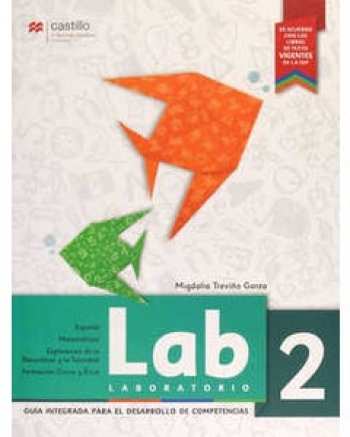 castillo
DE ACUERDO
CON LOS
LIBROS
DE TEXTO
VIGENTES
DE LA SEP
Migdalia Treviño Garza
Español
Matemáticas
Exploración de la
Naturaleza y la Sociedad
Formación Cívica y Ética
Lab
LABORATORIO
2
GUÍA INTEGRADA PARA EL DESARROLLO DE COMPETENCIAS